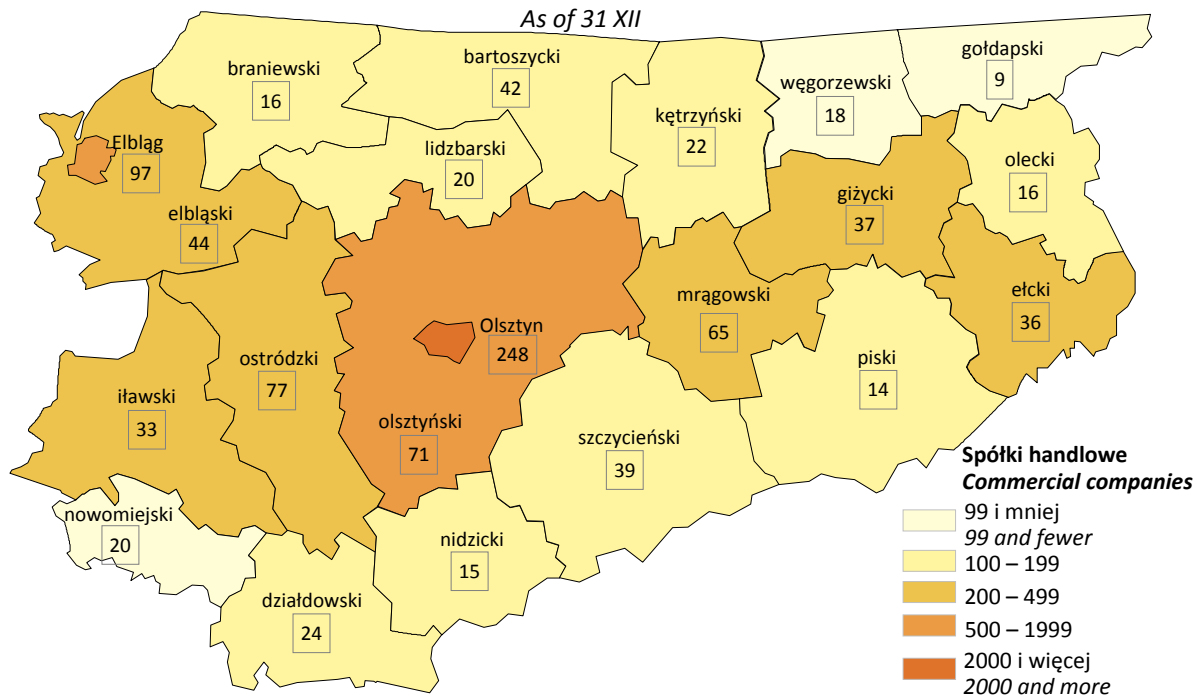 As of 31 XII
braniewski
16
bartoszycki
42
kętrzyński
22
węgorzewski
18
gołdapski
9
Elbląg
97
lidzbarski
20
olecki
16
elbląski
44
giżycki
37
mrągowski
65
ełcki
36
Olsztyn
248
ostródzki
77
piski
14
iławski
33
olsztyński
71
szczycieński
39
nowomiejski
20
nidzicki
15
działdowski
24
Spółki handlowe
Commercial companies
99 i mniej
99 and fewer
100 – 199
200 – 499
500 – 1999
2000 i więcej
2000 and more